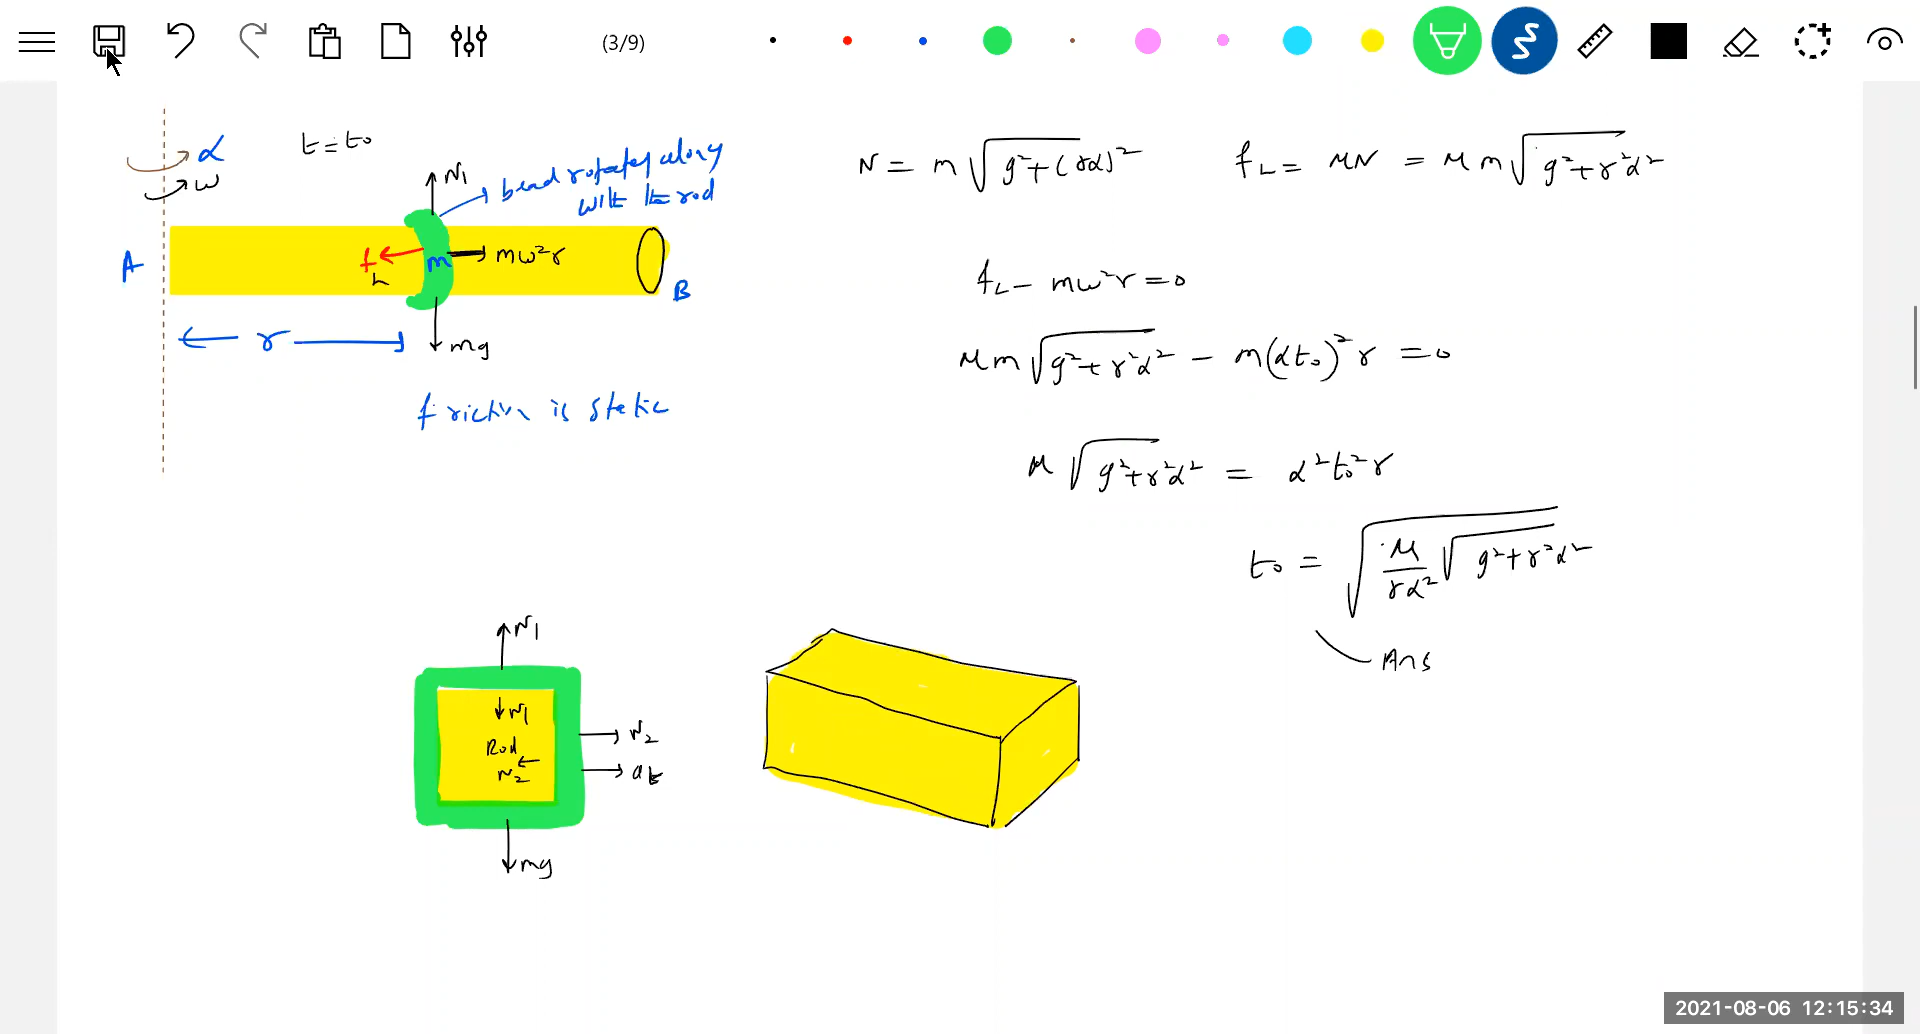 (3/9)
α
ω
t = t₀
N₁
bead rotates along
with the rod
A
f_L
m
mω²r
B
r
mg
friction is static
N = m√(g²+(rα)²)
f_L = μN = μm√(g²+r²α²)
f_L − mω²r = 0
μm√(g²+r²α²) − m(αt₀)²r = 0
μ√(g²+r²α²) = α²t₀²r
t₀ = √(μ/(rα²) √(g²+r²α²))
Ans
N₁
N₁
Rod
N₂
N₂
a_t
mg
2021-08-06 12:15:34